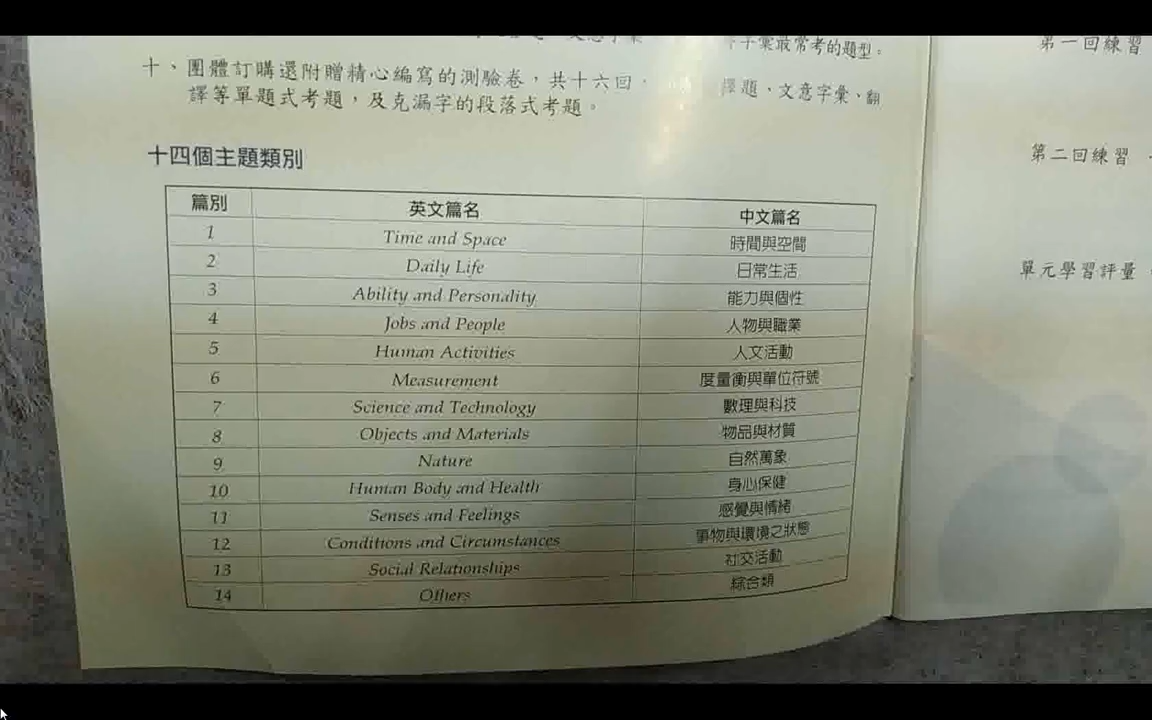 字彙最常考的題型。
十、團體訂購還附贈精心編寫的測驗卷，共十六回，
擇題、文意字彙、翻
譯等單題式考題，及克漏字的段落式考題。
十四個主題類別
篇別 英文篇名 中文篇名
1 Time and Space 時間與空間
2 Daily Life 日常生活
3 Ability and Personality 能力與個性
4 Jobs and People 人物與職業
5 Human Activities 人文活動
6 Measurement 度量衡與單位符號
7 Science and Technology 數理與科技
8 Objects and Materials 物品與材質
9 Nature 自然萬象
10 Human Body and Health 身心保健
11 Senses and Feelings 感覺與情緒
12 Conditions and Circumstances 事物與環境之狀態
13 Social Relationships 社交活動
14 Others 綜合類
第一回練習
第二回練習
單元學習評量